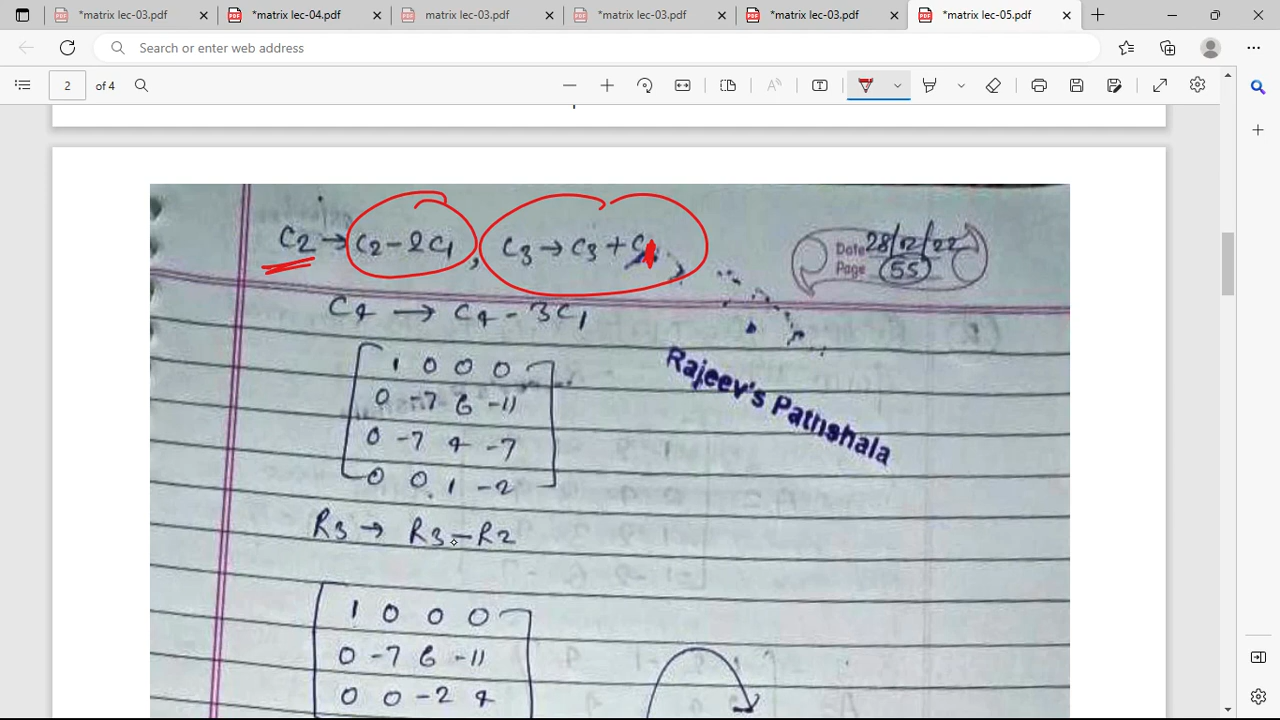 *matrix lec-03.pdf
*matrix lec-04.pdf
matrix lec-03.pdf
*matrix lec-03.pdf
*matrix lec-03.pdf
*matrix lec-05.pdf
Search or enter web address
2 of 4
C2 → C2 - 2C1, C3 → C3 + C1
Date 28/12/22
Page 55
C4 → C4 - 3C1
1 0 0 0
0 -7 6 -11
0 -7 4 -7
0 0 1 -2
Rajeev's Pathshala
R3 → R3 - R2
1 0 0 0
0 -7 6 -11
0 0 -2 4